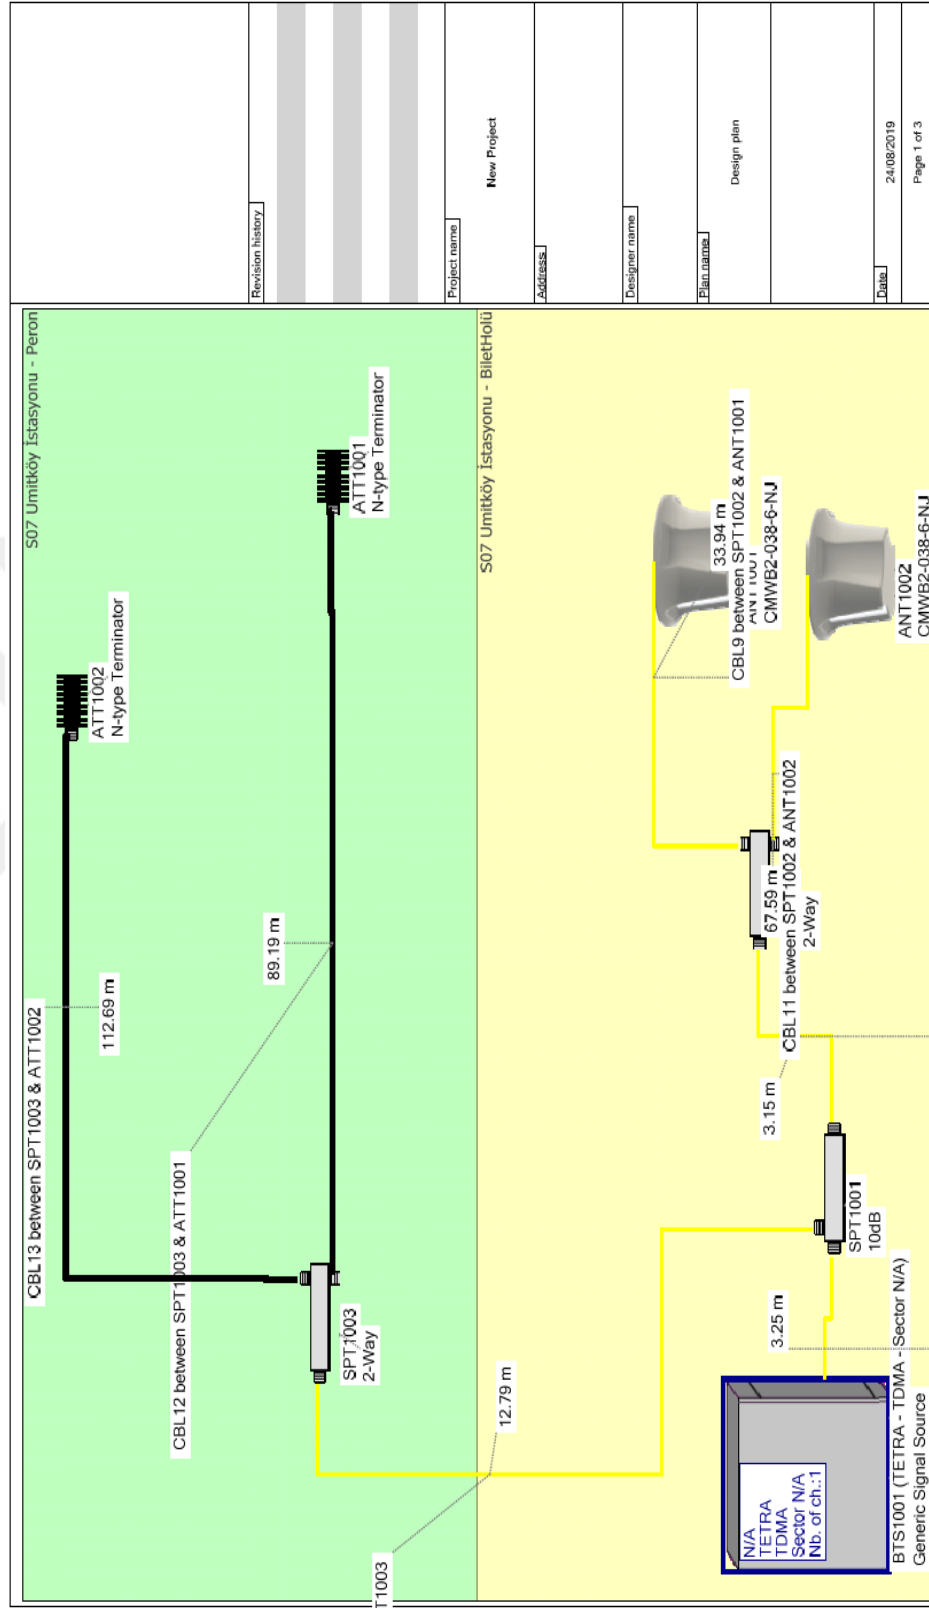 S07 Umitköy İstasyonu - Peron
CBL13 between SPT1003 & ATT1002
112.69 m
ATT1002
N-type Terminator
CBL12 between SPT1003 & ATT1001
89.19 m
ATT1001
N-type Terminator
SPT1003
2-Way
T1003
12.79 m
S07 Umitköy İstasyonu - BiletHolü
33.94 m
CBL9 between SPT1002 & ANT1001
ANT1001
CMWB2-038-6-NJ
67.59 m
CBL11 between SPT1002 & ANT1002
2-Way
ANT1002
CMWB2-038-6-NJ
3.15 m
SPT1001
10dB
3.25 m
N/A
TETRA
TDMA
Sector N/A
Nb. of ch.:1
BTS1001 (TETRA - TDMA - Sector N/A)
Generic Signal Source
Revision history
Project name
New Project
Address
Designer name
Plan name
Design plan
Date
24/08/2019
Page 1 of 3